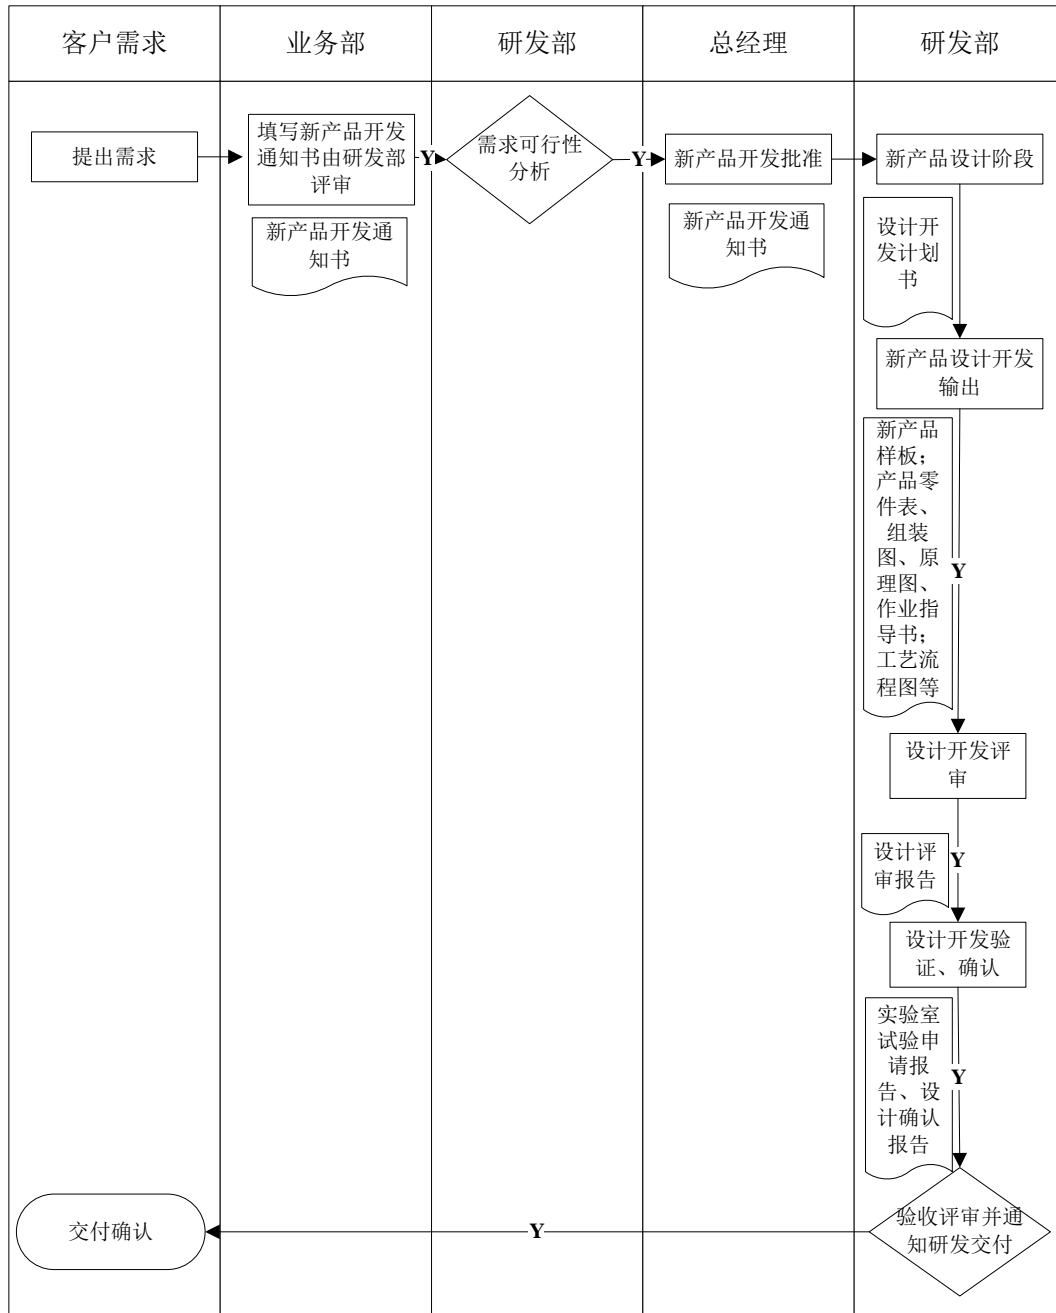 客户需求
业务部
研发部
总经理
研发部
提出需求
填写新产品开发
通知书由研发部
评审
Y
需求可行性
分析
Y
新产品开发批准
新产品设计阶段
新产品开发通
知书
新产品开发通
知书
设计开
发计划
书
新产品设计开发
输出
新产品
样板；
产品零
件表、
组装
图、原
理图、
作业指
导书；
工艺流
程图等
Y
设计开发评
审
设计评
审报告
Y
设计开发验
证、确认
实验室
试验申
请报
告、设
计确认
报告
Y
验收评审并通
知研发交付
Y
交付确认